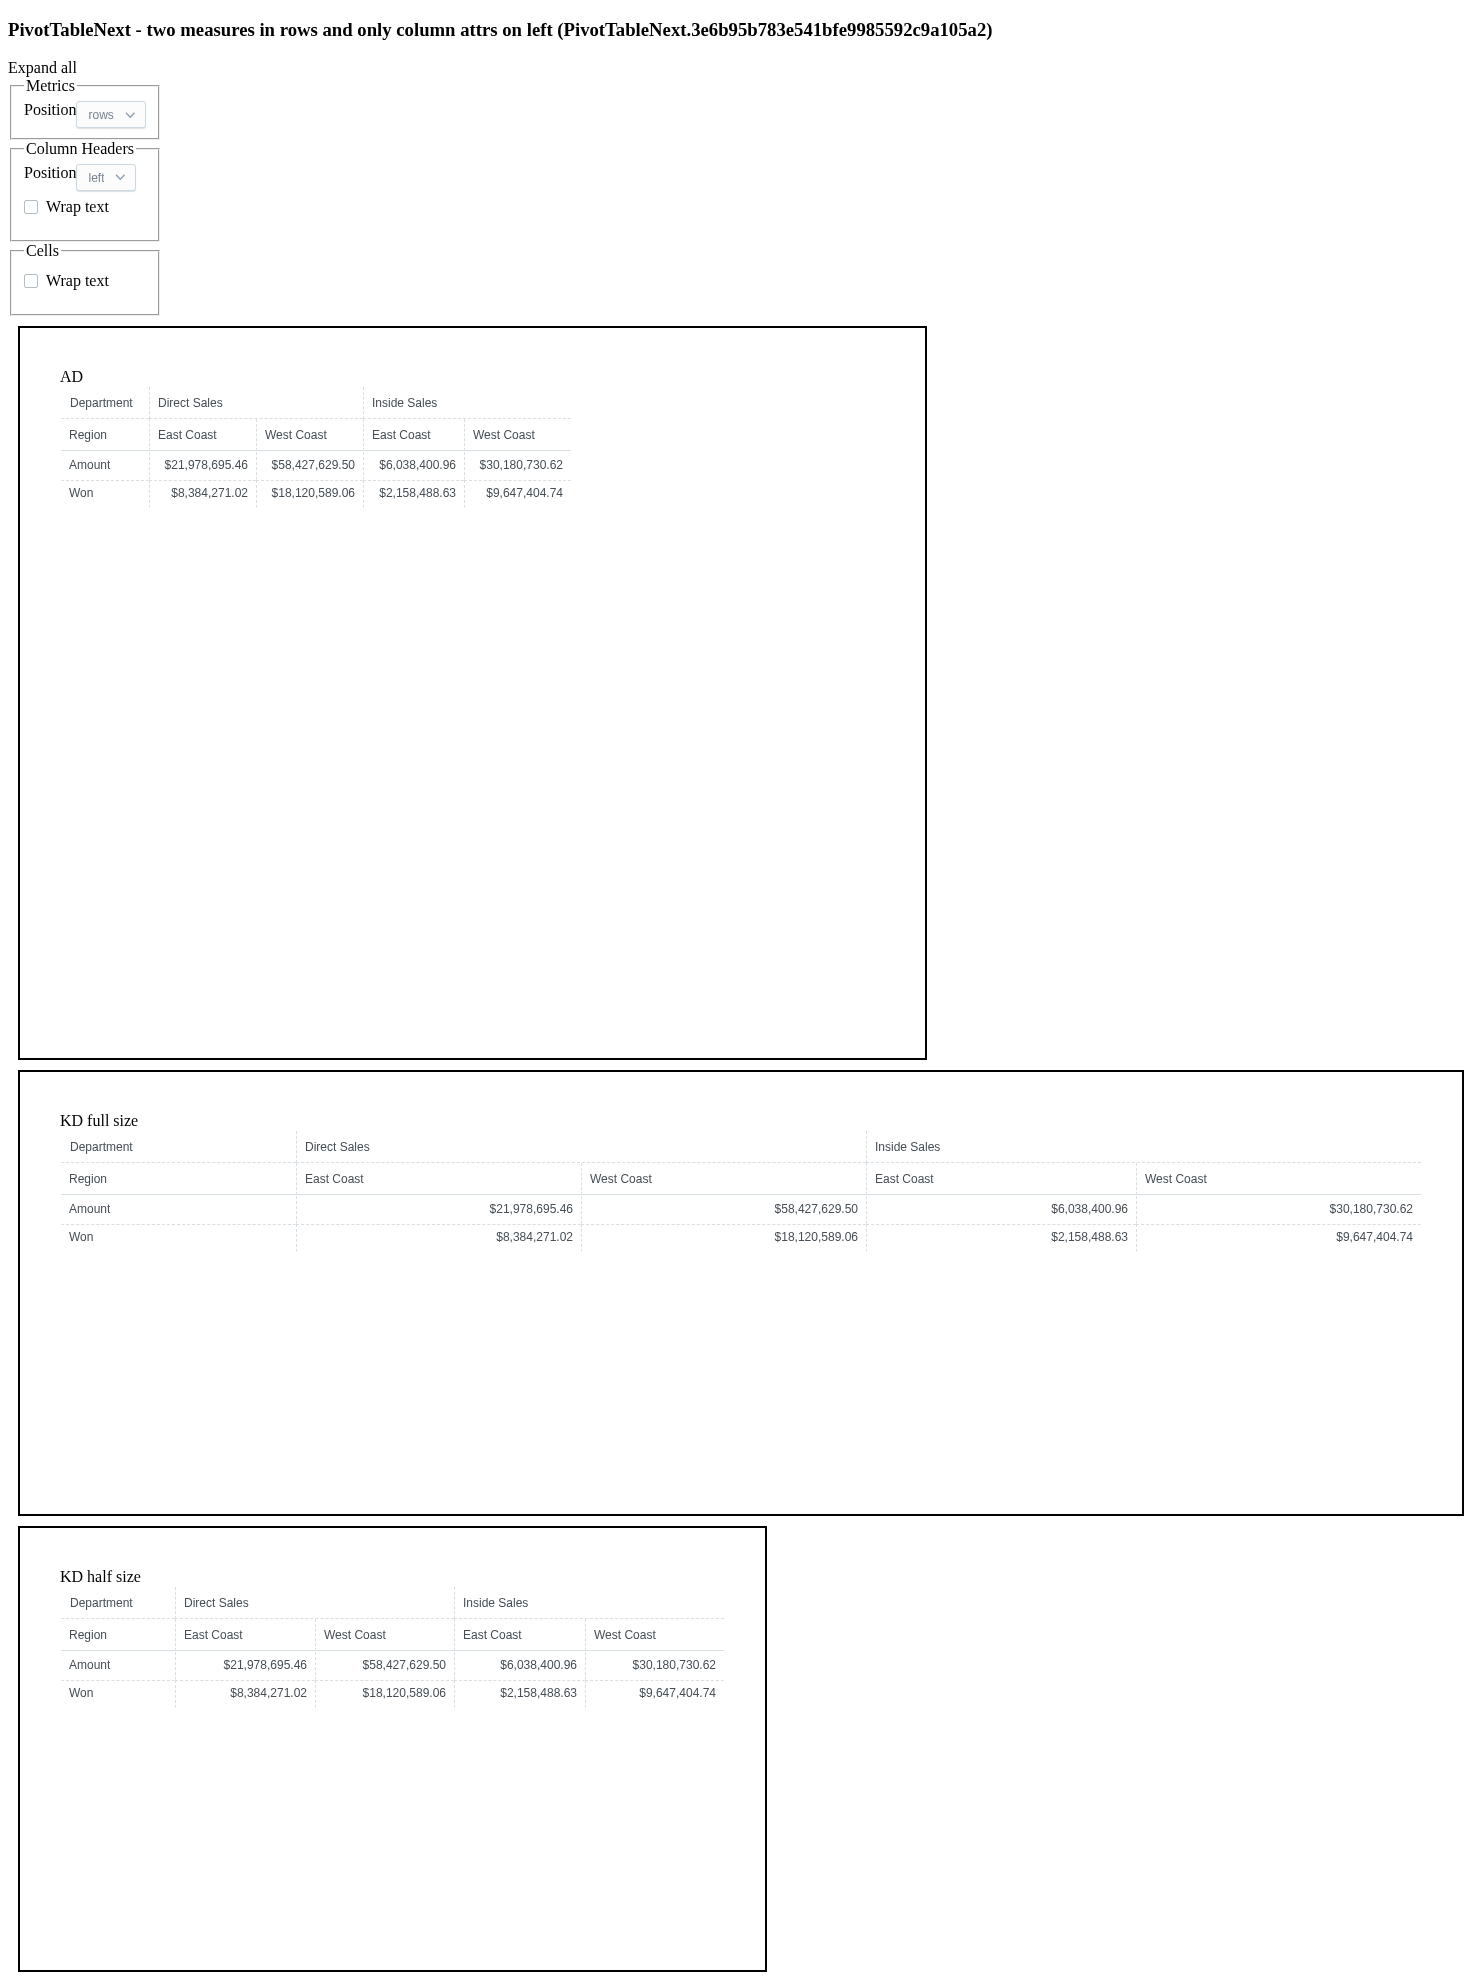 PivotTableNext - two measures in rows and only column attrs on left (PivotTableNext.3e6b95b783e541bfe9985592c9a105a2)
Expand all
Metrics
Position rows
Column Headers
Position left
Wrap text
Cells
Wrap text
AD
Department Direct Sales Inside Sales
Region East Coast West Coast East Coast West Coast
Amount $21,978,695.46 $58,427,629.50 $6,038,400.96 $30,180,730.62
Won $8,384,271.02 $18,120,589.06 $2,158,488.63 $9,647,404.74
KD full size
Department Direct Sales Inside Sales
Region East Coast West Coast East Coast West Coast
Amount $21,978,695.46 $58,427,629.50 $6,038,400.96 $30,180,730.62
Won $8,384,271.02 $18,120,589.06 $2,158,488.63 $9,647,404.74
KD half size
Department Direct Sales Inside Sales
Region East Coast West Coast East Coast West Coast
Amount $21,978,695.46 $58,427,629.50 $6,038,400.96 $30,180,730.62
Won $8,384,271.02 $18,120,589.06 $2,158,488.63 $9,647,404.74